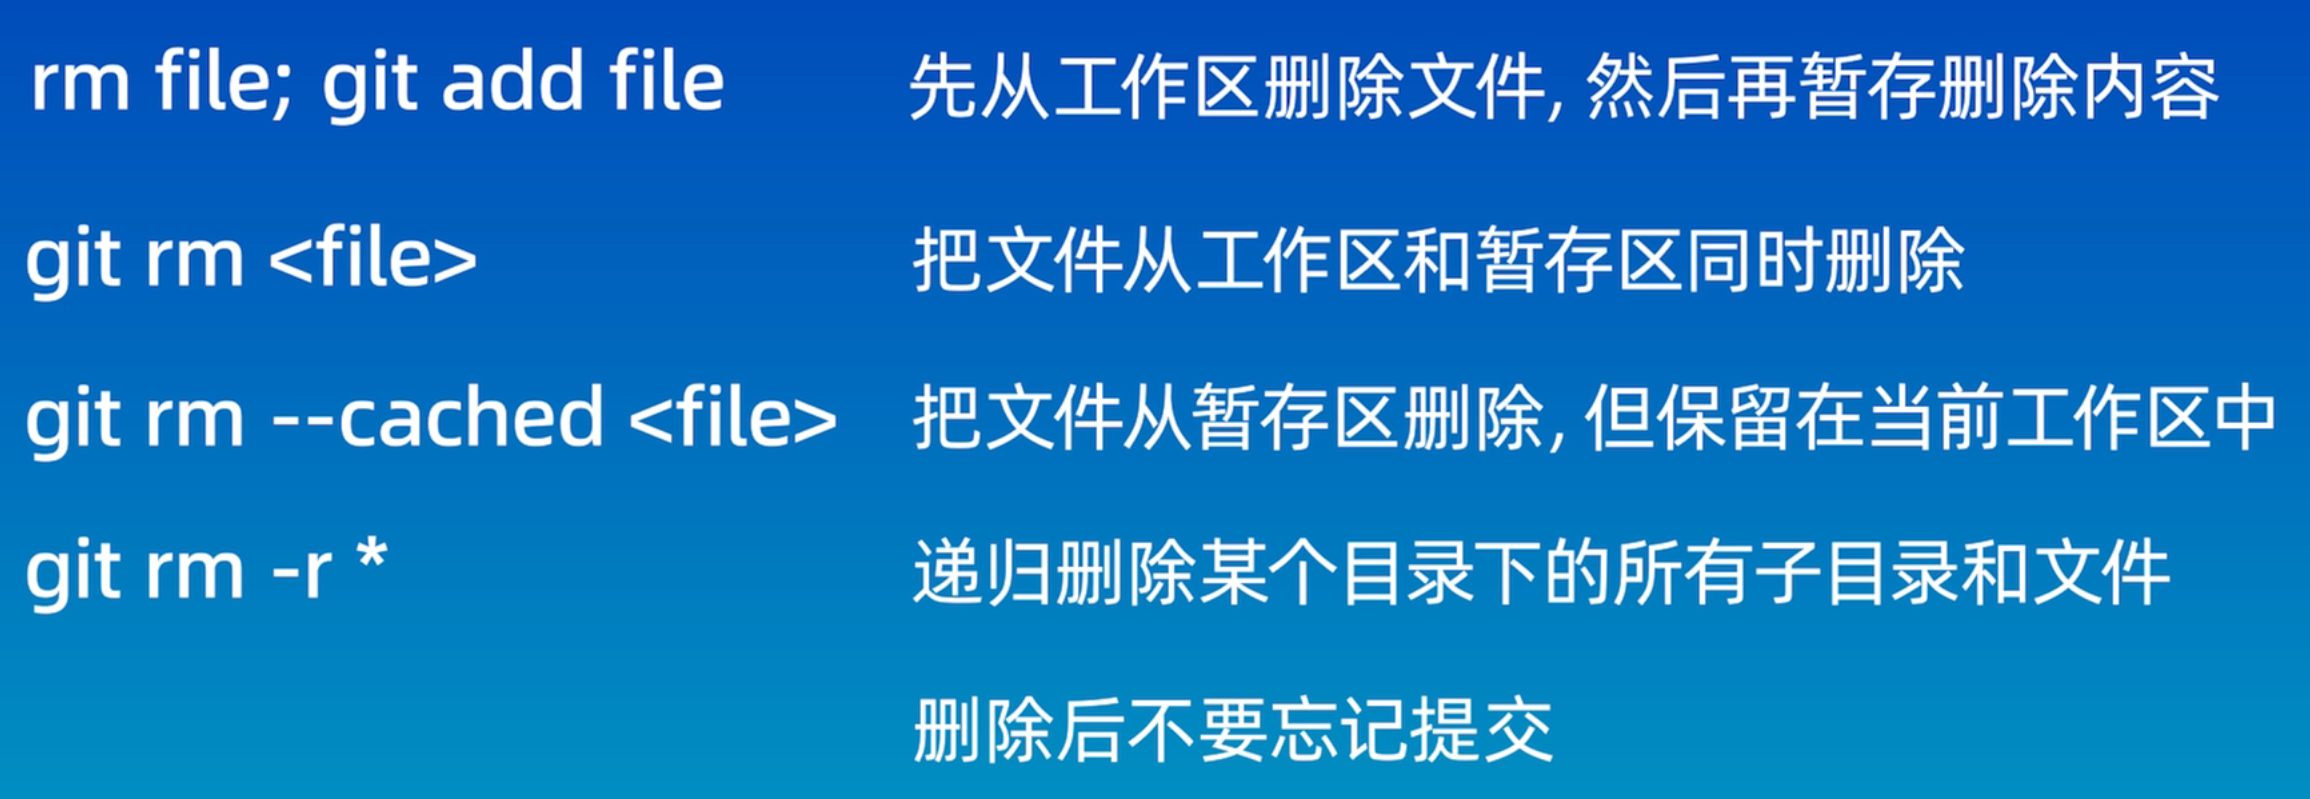 rm file; git add file 先从工作区删除文件, 然后再暂存删除内容
git rm <file> 把文件从工作区和暂存区同时删除
git rm --cached <file> 把文件从暂存区删除, 但保留在当前工作区中
git rm -r * 递归删除某个目录下的所有子目录和文件
删除后不要忘记提交